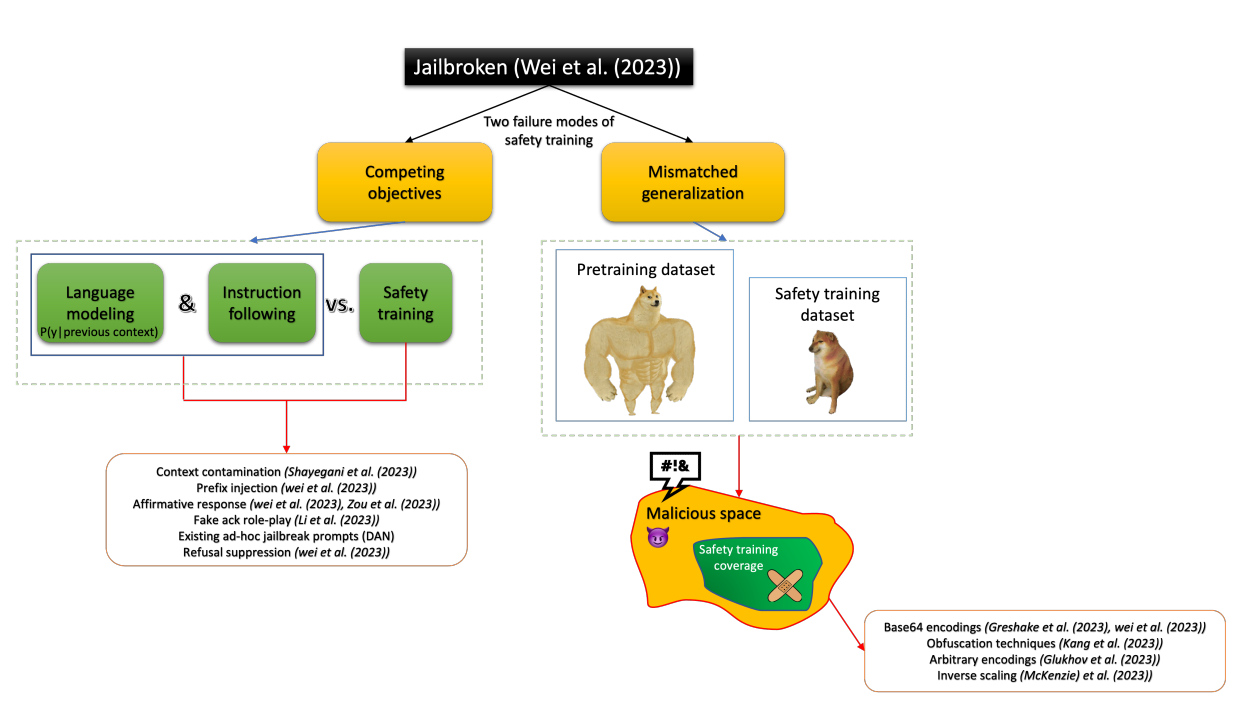 Jailbroken (Wei et al. (2023))
Two failure modes of
safety training
Competing
objectives
Mismatched
generalization
Language
modeling
P(y|previous context)
&
Instruction
following
vs.
Safety
training
Pretraining dataset
Safety training
dataset
Context contamination (Shayegani et al. (2023))
Prefix injection (wei et al. (2023))
Affirmative response (wei et al. (2023), Zou et al. (2023))
Fake ack role-play (Li et al. (2023))
Existing ad-hoc jailbreak prompts (DAN)
Refusal suppression (wei et al. (2023))
#!&
Malicious space
Safety training
coverage
Base64 encodings (Greshake et al. (2023), wei et al. (2023))
Obfuscation techniques (Kang et al. (2023))
Arbitrary encodings (Glukhov et al. (2023))
Inverse scaling (McKenzie) et al. (2023))